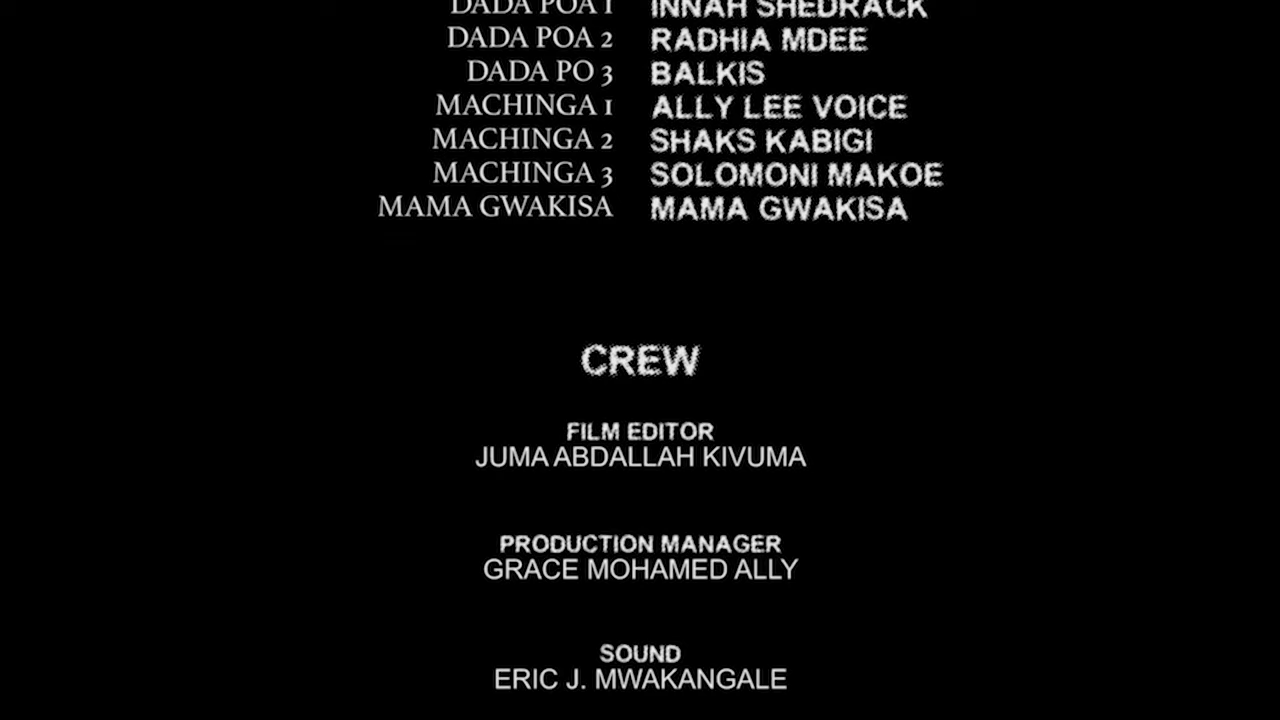 DADA POA 1 INNAH SHEDRACK
DADA POA 2 RADHIA MDEE
DADA PO 3 BALKIS
MACHINGA 1 ALLY LEE VOICE
MACHINGA 2 SHAKS KABIGI
MACHINGA 3 SOLOMONI MAKOE
MAMA GWAKISA MAMA GWAKISA
CREW
FILM EDITOR
JUMA ABDALLAH KIVUMA
PRODUCTION MANAGER
GRACE MOHAMED ALLY
SOUND
ERIC J. MWAKANGALE